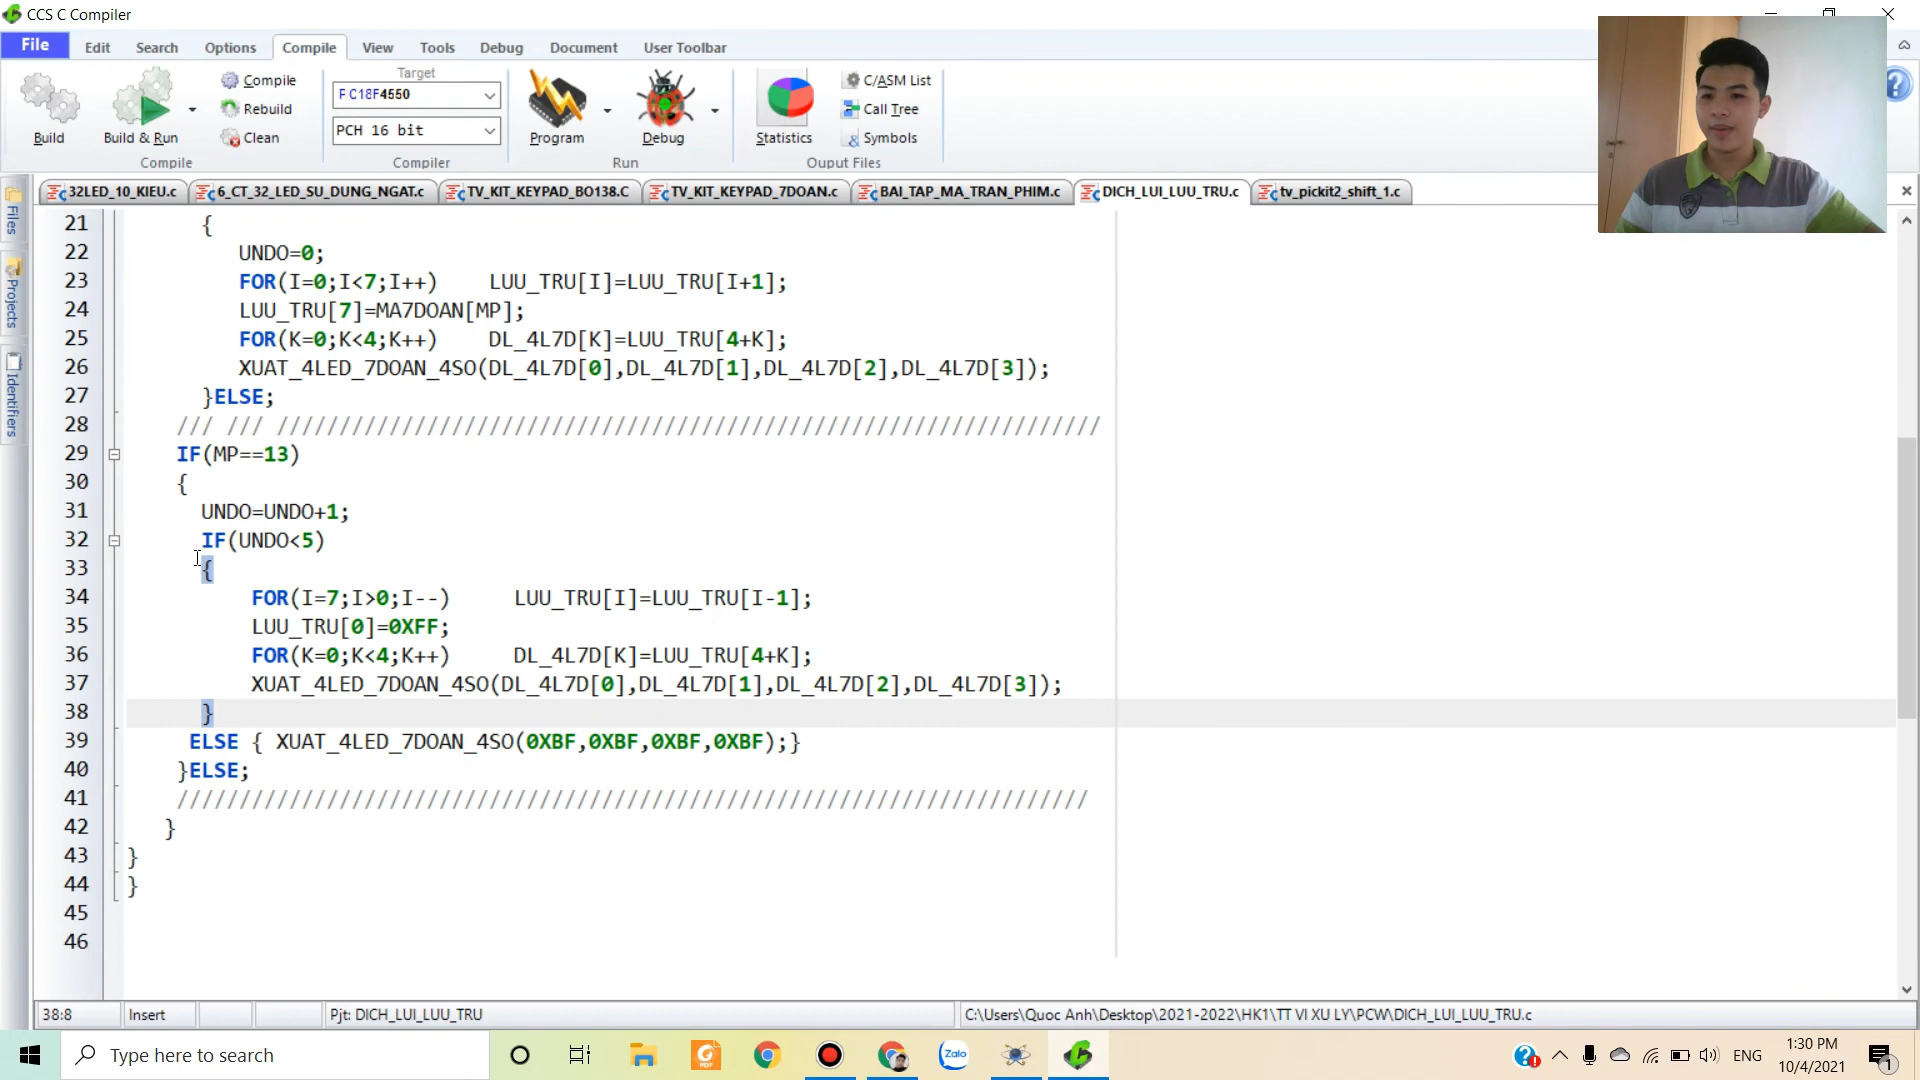 CCS C Compiler
File Edit Search Options Compile View Tools Debug Document User Toolbar
Build
Build & Run
Compile
Rebuild
Clean
Compile
Target
PCH 16 bit
Compiler
Program
Debug
Run
Statistics
C/ASM List
Call Tree
Symbols
Ouput Files
32LED_10_KIEU.c 6_CT_32_LED_SU_DUNG_NGAT.c TV_KIT_KEYPAD_BO138.C TV_KIT_KEYPAD_7DOAN.c BAI_TAP_MA_TRAN_PHIM.c DICH_LUI_LUU_TRU.c tv_pickit2_shift_1.c
Files
Projects
Identifiers
21 {
22 UNDO=0;
23 FOR(I=0;I<7;I++) LUU_TRU[I]=LUU_TRU[I+1];
24 LUU_TRU[7]=MA7DOAN[MP];
25 FOR(K=0;K<4;K++) DL_4L7D[K]=LUU_TRU[4+K];
26 XUAT_4LED_7DOAN_4SO(DL_4L7D[0],DL_4L7D[1],DL_4L7D[2],DL_4L7D[3]);
27 }ELSE;
28 /// /// //////////////////////////////////////////////////////////////////
29 IF(MP==13)
30 {
31 UNDO=UNDO+1;
32 IF(UNDO<5)
33 {
34 FOR(I=7;I>0;I--) LUU_TRU[I]=LUU_TRU[I-1];
35 LUU_TRU[0]=0XFF;
36 FOR(K=0;K<4;K++) DL_4L7D[K]=LUU_TRU[4+K];
37 XUAT_4LED_7DOAN_4SO(DL_4L7D[0],DL_4L7D[1],DL_4L7D[2],DL_4L7D[3]);
38 }
39 ELSE { XUAT_4LED_7DOAN_4SO(0XBF,0XBF,0XBF,0XBF);}
40 }ELSE;
41 /////////////////////////////////////////////////////////////////////////
42 }
43 }
44 }
45
46
38:8 Insert Pjt: DICH_LUI_LUU_TRU C:\Users\Quoc Anh\Desktop\2021-2022\HK1\TT VI XU LY\PCW\DICH_LUI_LUU_TRU.c
Type here to search
PDF
Zalo
ENG
1:30 PM
10/4/2021
1